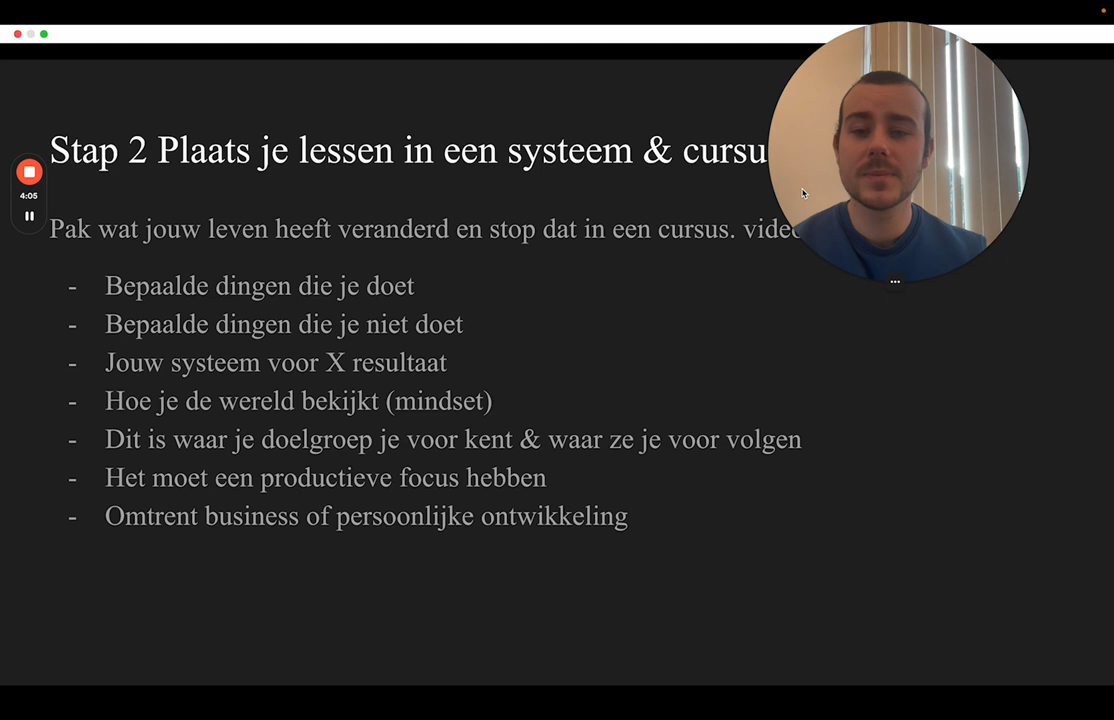 Stap 2 Plaats je lessen in een systeem & cursu
4:05
Pak wat jouw leven heeft veranderd en stop dat in een cursus. video
- Bepaalde dingen die je doet
- Bepaalde dingen die je niet doet
- Jouw systeem voor X resultaat
- Hoe je de wereld bekijkt (mindset)
- Dit is waar je doelgroep je voor kent & waar ze je voor volgen
- Het moet een productieve focus hebben
- Omtrent business of persoonlijke ontwikkeling